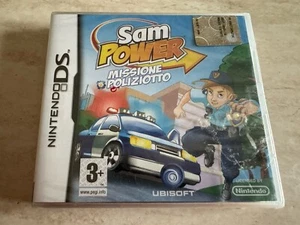 Sam
POWER
MISSIONE
POLIZIOTTO
NINTENDO DS
3+
www.pegi.info
UBISOFT
Nintendo